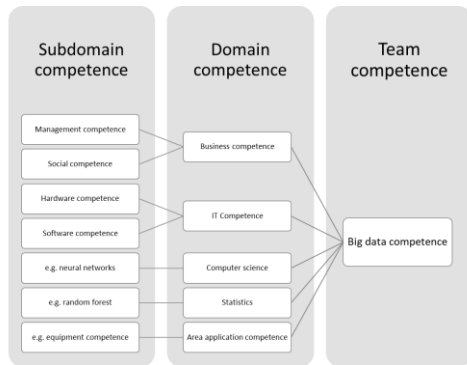 Subdomain
competence
Management competence
Social competence
Hardware competence
Software competence
e.g. neural networks
e.g. random forest
e.g. equipment competence
Domain
competence
Business competence
IT Competence
Computer science
Statistics
Area application competence
Team
competence
Big data competence